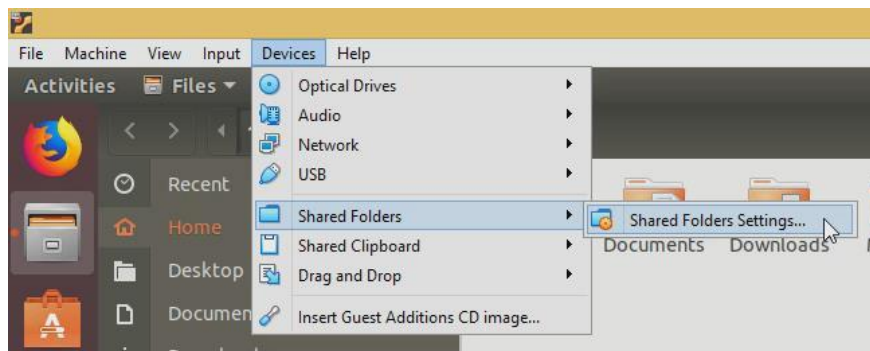 File Machine View Input Devices Help
Activities Files
Optical Drives
Audio
Network
USB
Shared Folders
Shared Clipboard
Drag and Drop
Insert Guest Additions CD image...
Shared Folders Settings...
Recent
Home
Desktop
Documen
Documents Downloads